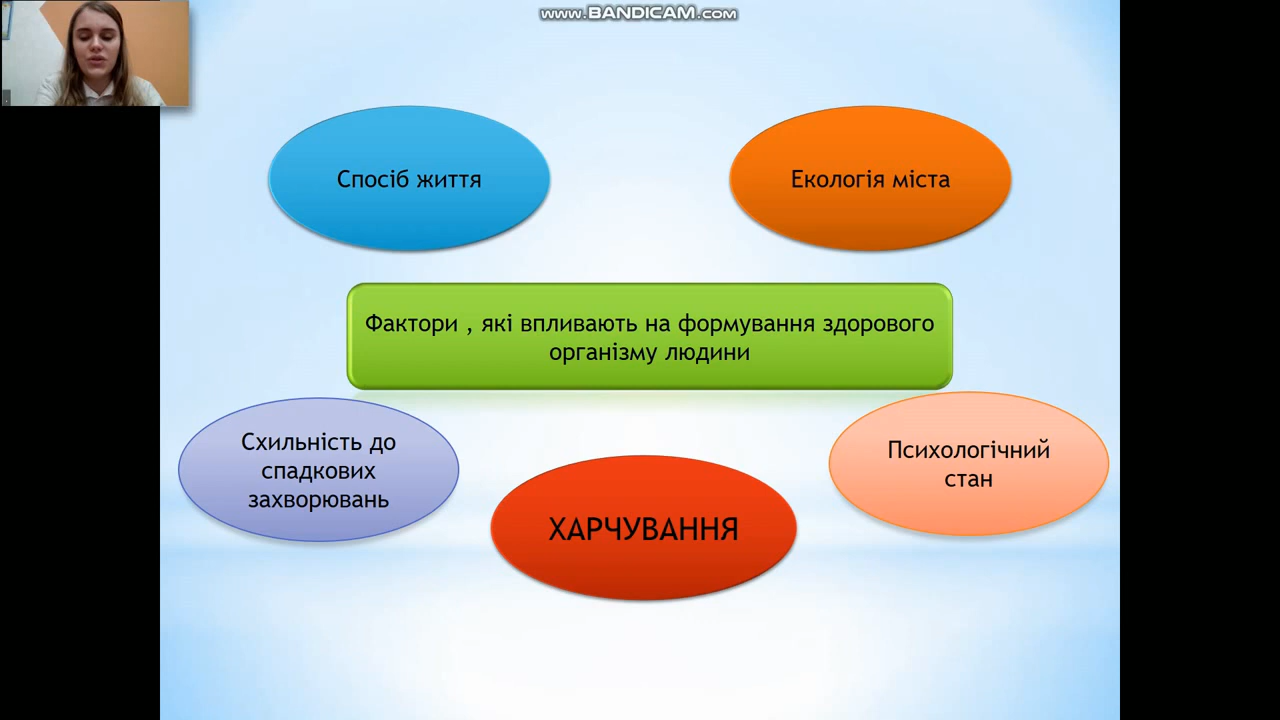 www.BANDICAM.com
Спосіб життя
Екологія міста
Фактори , які впливають на формування здорового
організму людини
Схильність до
спадкових
захворювань
Психологічний
стан
ХАРЧУВАННЯ